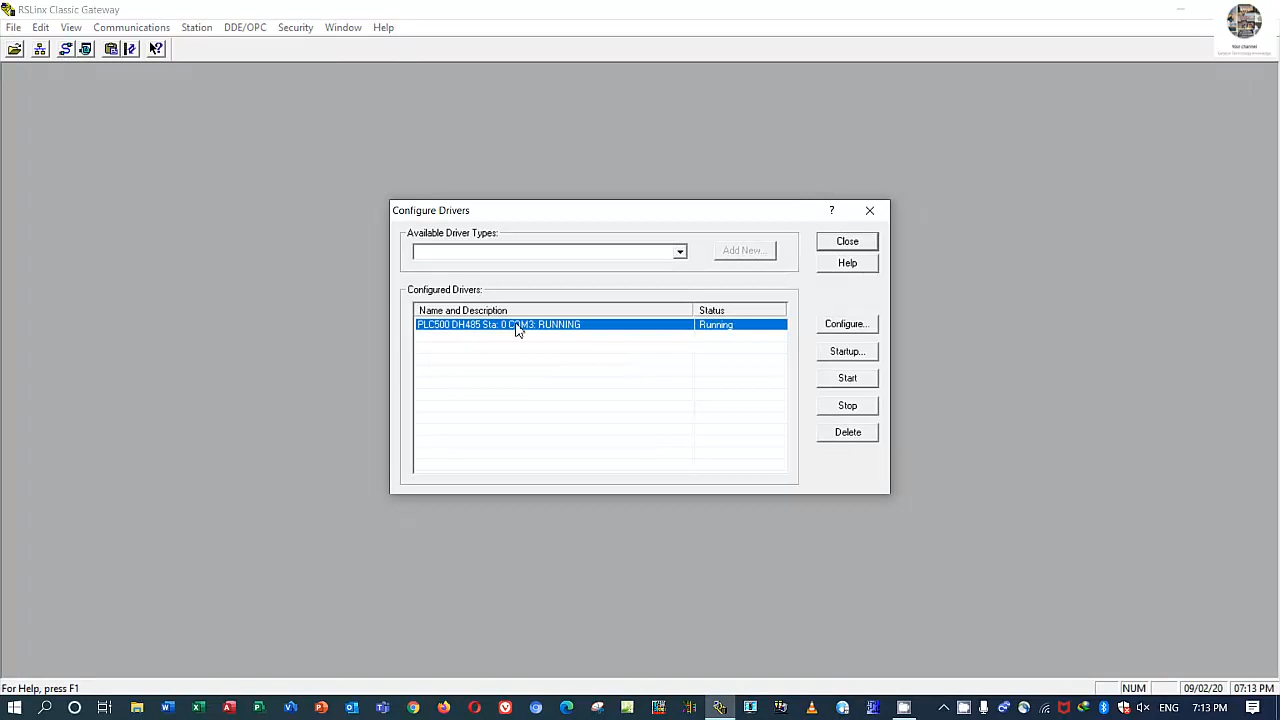 RSLinx Classic Gateway
File Edit View Communications Station DDE/OPC Security Window Help
Your channel
Configure Drivers
Available Driver Types:
Add New...
Close
Help
Configured Drivers:
Name and Description Status
PLC500 DH485 Sta: 0 COM3: RUNNING Running
Configure...
Startup...
Start
Stop
Delete
For Help, press F1
NUM 09/02/20 07:13 PM
ENG 7:13 PM